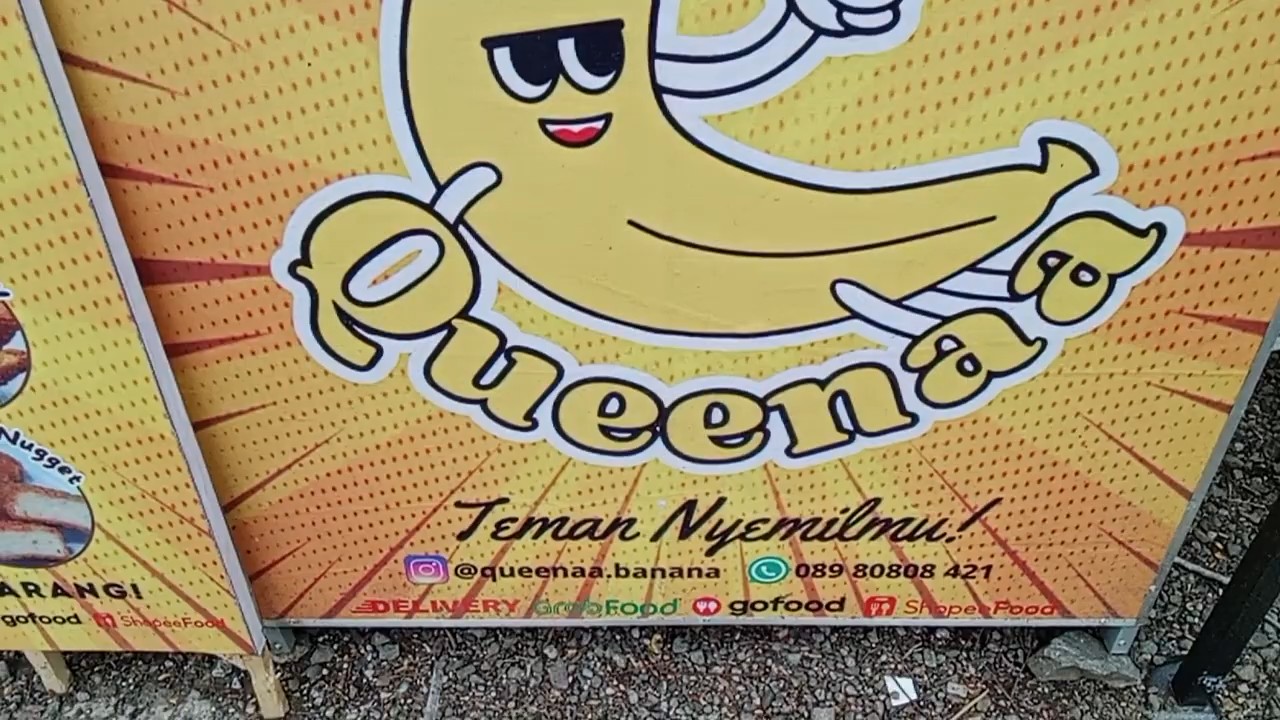 Nugget
ARANG!
gofood ShopeeFood
Queenaa
Teman Nyemilmu!
@queenaa.banana 089 80808 421
DELIVERY GrabFood gofood ShopeeFood